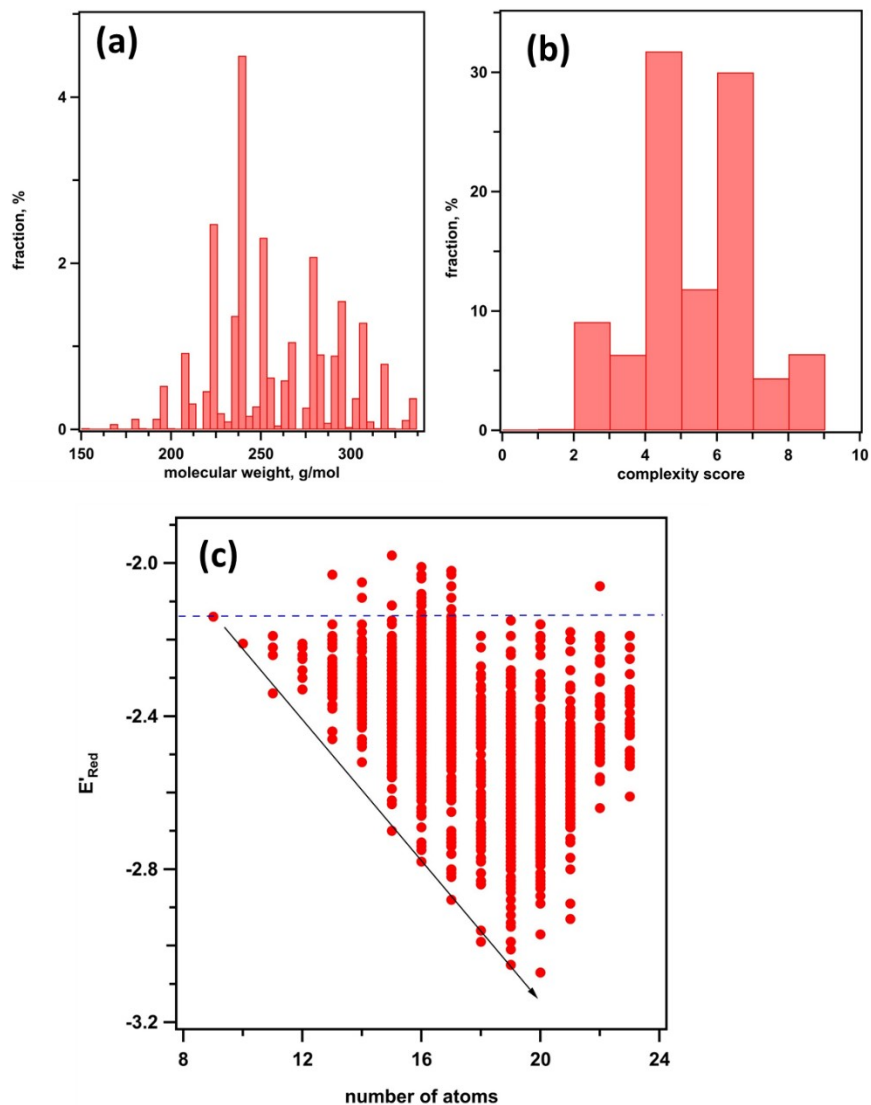 (a)
4
2
0
fraction, %
150
200
250
300
molecular weight, g/mol
(b)
30
20
10
0
fraction, %
0
2
4
6
8
10
complexity score
(c)
-2.0
-2.4
-2.8
-3.2
E'Red
8
12
16
20
24
number of atoms